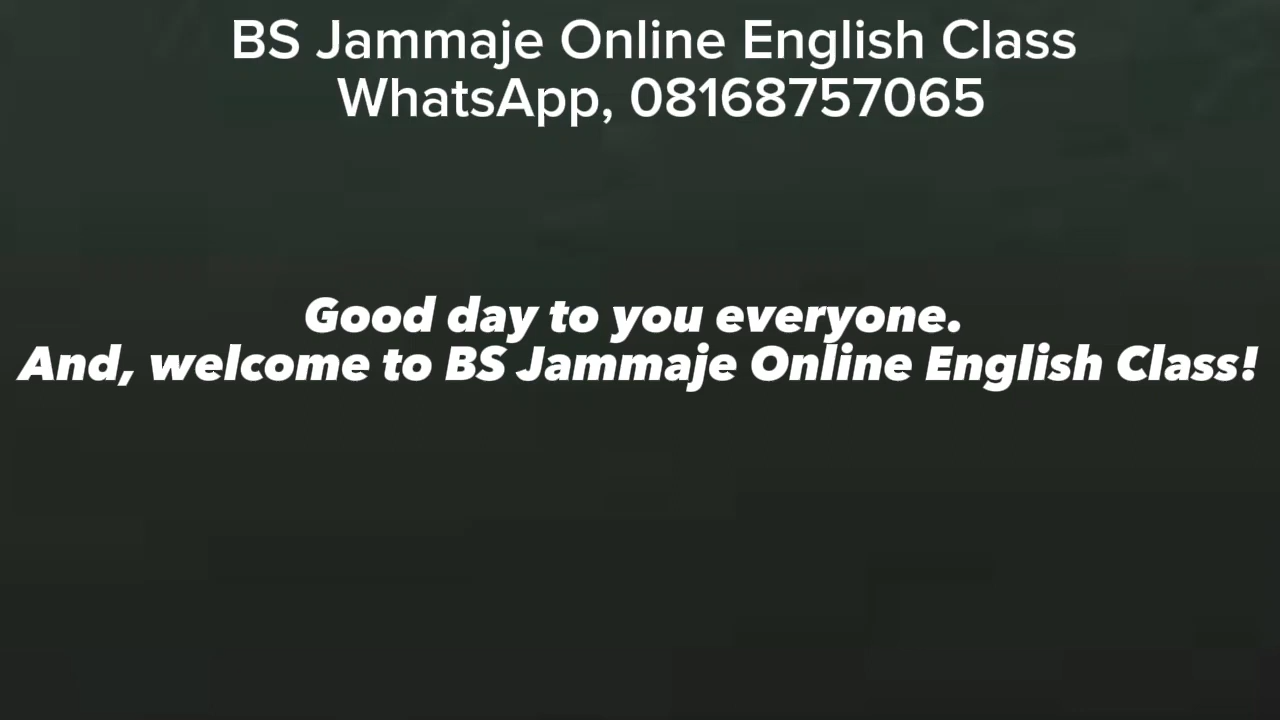 BS Jammaje Online English Class
WhatsApp, 08168757065
Good day to you everyone.
And, welcome to BS Jammaje Online English Class!